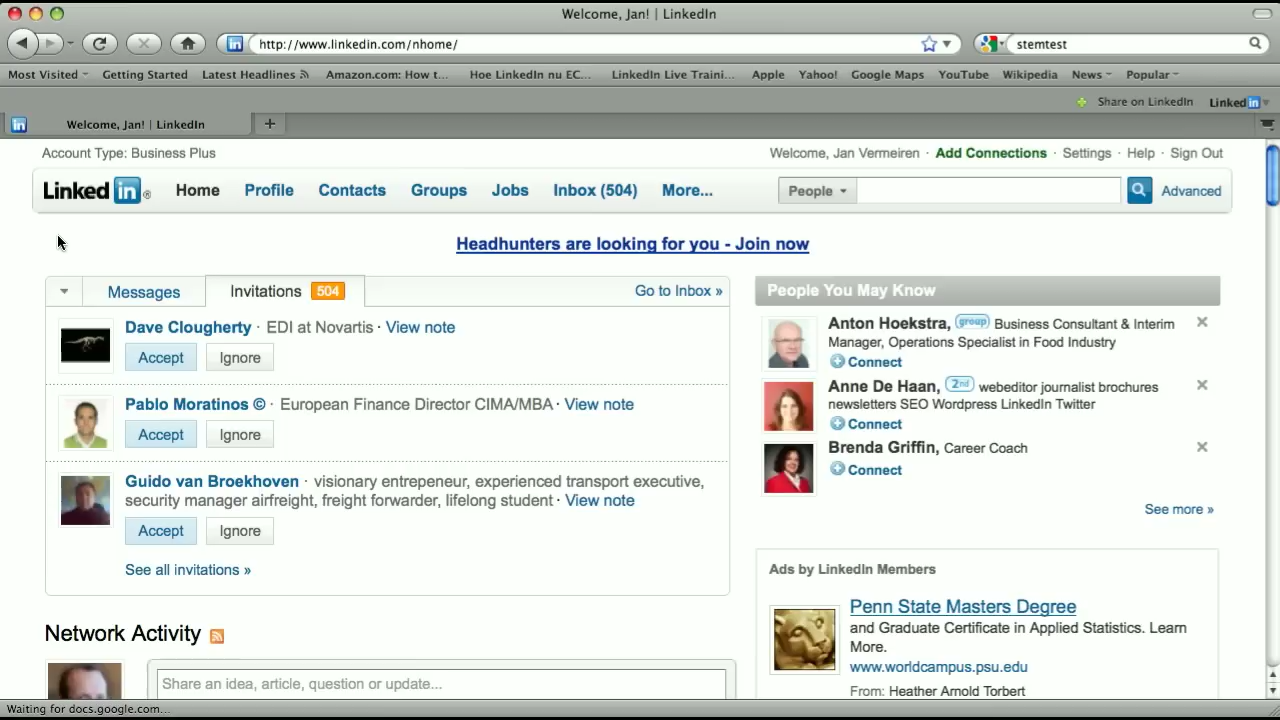 Welcome, Jan! | LinkedIn
http://www.linkedin.com/nhome/
stemtest
Most Visited Getting Started Latest Headlines Amazon.com: How t... Hoe LinkedIn nu EC... LinkedIn Live Traini... Apple Yahoo! Google Maps YouTube Wikipedia News Popular
Share on LinkedIn LinkedIn
Welcome, Jan! | LinkedIn
Account Type: Business Plus
Welcome, Jan Vermeiren · Add Connections · Settings · Help · Sign Out
LinkedIn® Home Profile Contacts Groups Jobs Inbox (504) More... People Advanced
Headhunters are looking for you - Join now
Messages Invitations 504 Go to Inbox »
Dave Clougherty · EDI at Novartis · View note
Accept Ignore
Pablo Moratinos © · European Finance Director CIMA/MBA · View note
Accept Ignore
Guido van Broekhoven · visionary entrepeneur, experienced transport executive,
security manager airfreight, freight forwarder, lifelong student · View note
Accept Ignore
See all invitations »
People You May Know
Anton Hoekstra, group Business Consultant & Interim
Manager, Operations Specialist in Food Industry
Connect
Anne De Haan, 2nd webeditor journalist brochures
newsletters SEO Wordpress LinkedIn Twitter
Connect
Brenda Griffin, Career Coach
Connect
See more »
Network Activity
Share an idea, article, question or update...
Ads by LinkedIn Members
Penn State Masters Degree
and Graduate Certificate in Applied Statistics. Learn
More.
www.worldcampus.psu.edu
From: Heather Arnold Torbert
Waiting for docs.google.com...